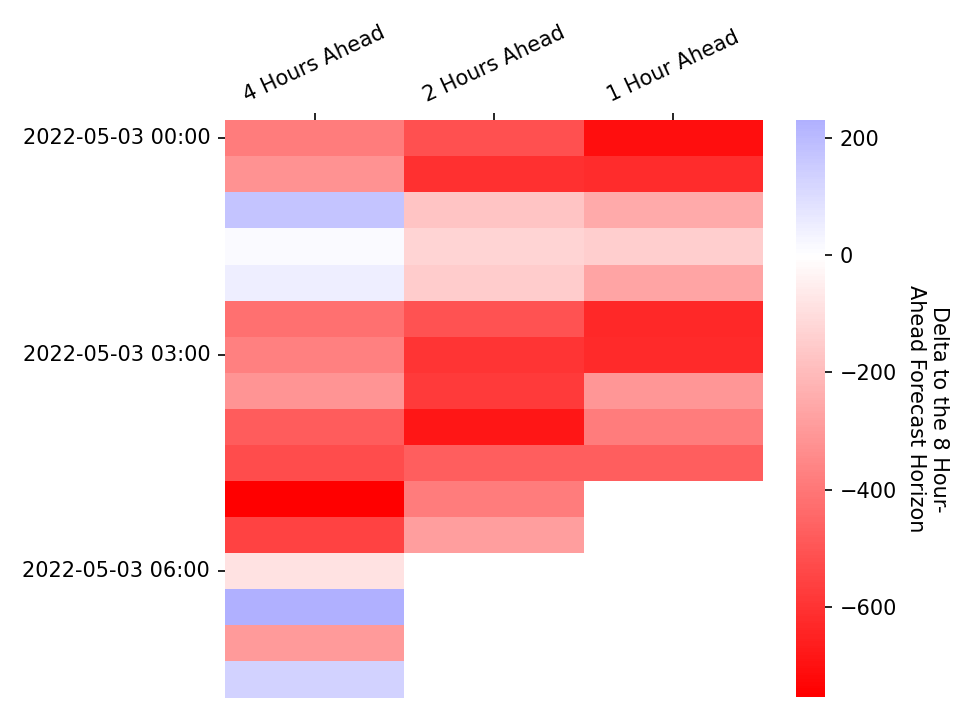 4 Hours Ahead
2 Hours Ahead
1 Hour Ahead
2022-05-03 00:00
2022-05-03 03:00
2022-05-03 06:00
200
0
−200
−400
−600
Delta to the 8 Hour-
Ahead Forecast Horizon